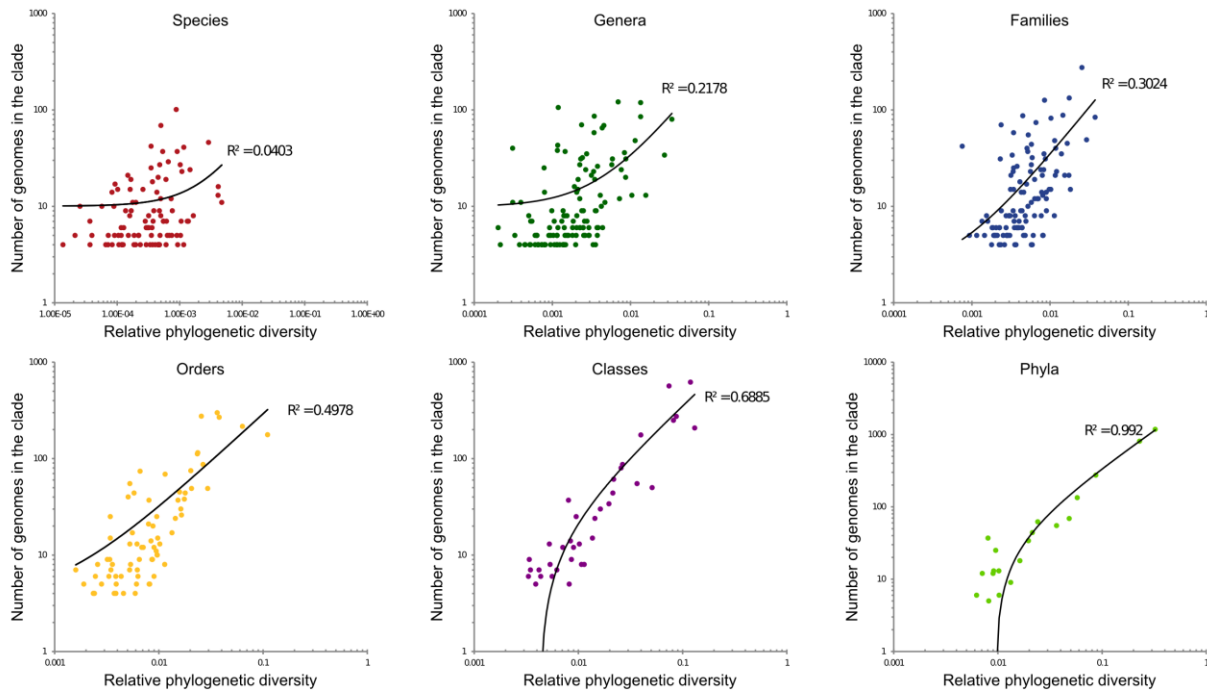 Species
Number of genomes in the clade
1000
100
10
1
R² =0.0403
1.00E-05 1.00E-04 1.00E-03 1.00E-02 1.00E-01 1.00E+00
Relative phylogenetic diversity
Genera
Number of genomes in the clade
1000
100
10
1
R² =0.2178
0.0001 0.001 0.01 0.1 1
Relative phylogenetic diversity
Families
Number of genomes in the clade
1000
100
10
1
R² =0.3024
0.0001 0.001 0.01 0.1 1
Relative phylogenetic diversity
Orders
Number of genomes in the clade
1000
100
10
1
R² =0.4978
0.001 0.01 0.1 1
Relative phylogenetic diversity
Classes
Number of genomes in the clade
1000
100
10
1
R² =0.6885
0.001 0.01 0.1 1
Relative phylogenetic diversity
Phyla
Number of genomes in the clade
10000
1000
100
10
1
R² =0.992
0.001 0.01 0.1 1
Relative phylogenetic diversity